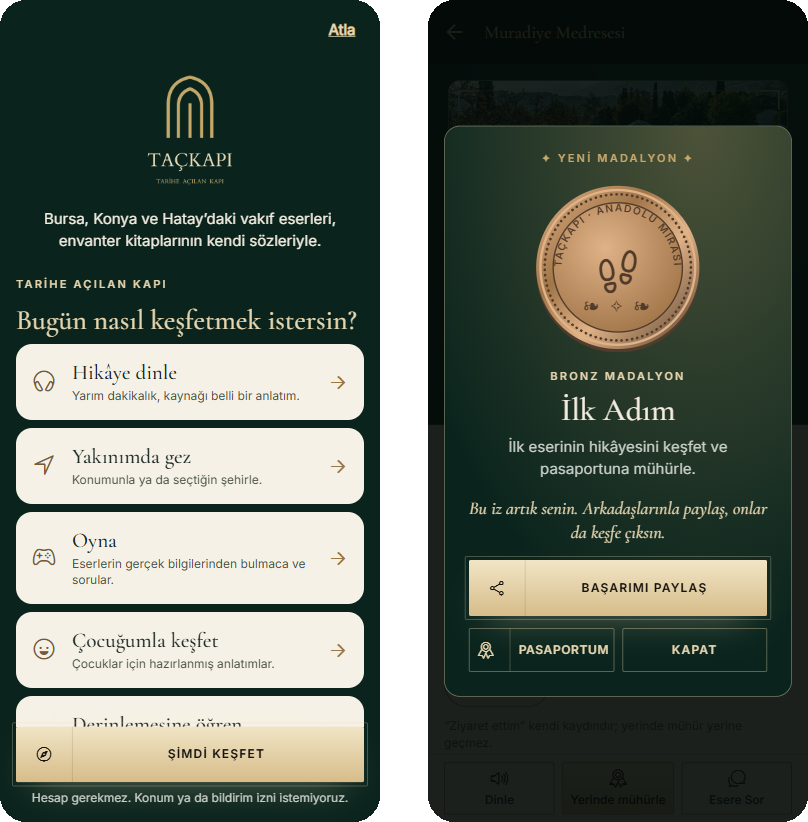 Atla
TAÇKAPI
TARİHE AÇILAN KAPI
Bursa, Konya ve Hatay’daki vakıf eserleri,
envanter kitaplarının kendi sözleriyle.
TARİHE AÇILAN KAPI
Bugün nasıl keşfetmek istersin?
Hikâye dinle
Yarım dakikalık, kaynağı belli bir anlatım.
Yakınımda gez
Konumunla ya da seçtiğin şehirle.
Oyna
Eserlerin gerçek bilgilerinden bulmaca ve
sorular.
Çocuğumla keşfet
Çocuklar için hazırlanmış anlatımlar.
Derinlemesine öğren
ŞİMDİ KEŞFET
Hesap gerekmez. Konum ya da bildirim izni istemiyoruz.
Muradiye Medresesi
YENİ MADALYON
TAÇKAPI · ANADOLU MİRASI
BRONZ MADALYON
İlk Adım
İlk eserinin hikâyesini keşfet ve
pasaportuna mühürle.
Bu iz artık senin. Arkadaşlarınla paylaş, onlar
da keşfe çıksın.
BAŞARIMI PAYLAŞ
PASAPORTUM
KAPAT
"Ziyaret ettim" kendi kaydındır; yerinde mühür yerine
geçmez.
Dinle
Yerinde mühürle
Esere Sor